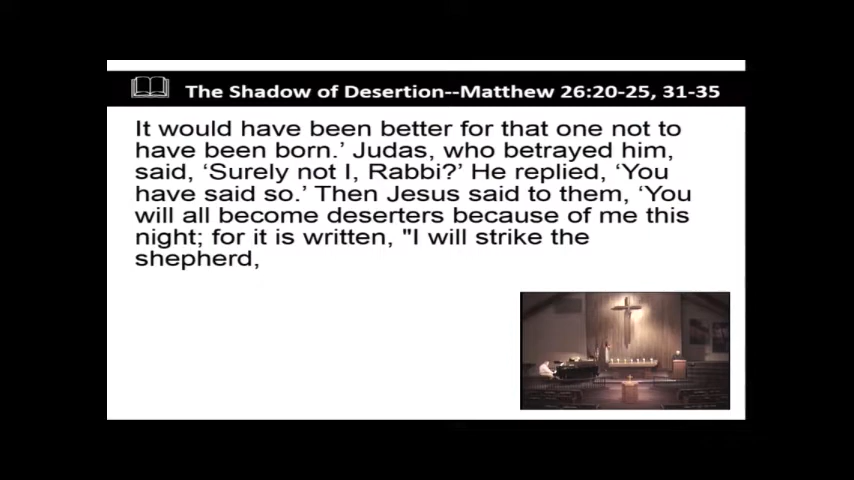 The Shadow of Desertion--Matthew 26:20-25, 31-35
It would have been better for that one not to
have been born.’ Judas, who betrayed him,
said, ‘Surely not I, Rabbi?’ He replied, ‘You
have said so.’ Then Jesus said to them, ‘You
will all become deserters because of me this
night; for it is written, "I will strike the
shepherd,